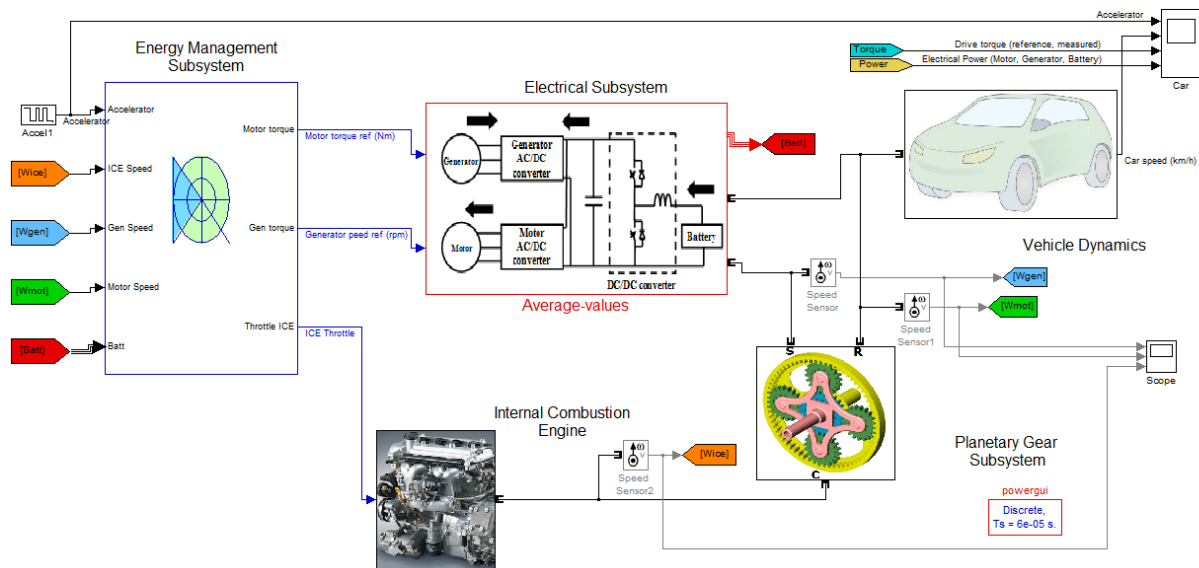 Accelerator
Energy Management
Subsystem
Torque
Drive torque (reference, measured)
Power
Electrical Power (Motor, Generator, Battery)
Car
Accel1
Accelerator
Accelerator
Motor torque
Motor torque ref (Nm)
Electrical Subsystem
Generator
Generator
AC/DC
converter
Motor
Motor
AC/DC
converter
Battery
DC/DC converter
Average-values
[Batt]
Car speed (km/h)
[Wice]
ICE Speed
[Wgen]
Gen Speed
Gen torque
Generator peed ref (rpm)
[Wmot]
Motor Speed
Throttle ICE
ICE Throttle
[Batt]
Batt
Vehicle Dynamics
ω
V
Speed
Sensor
[Wgen]
ω
V
Speed
Sensor1
[Wmot]
Scope
S
R
C
Internal Combustion
Engine
ω
V
Speed
Sensor2
[Wice]
Planetary Gear
Subsystem
powergui
Discrete,
Ts = 6e-05 s.